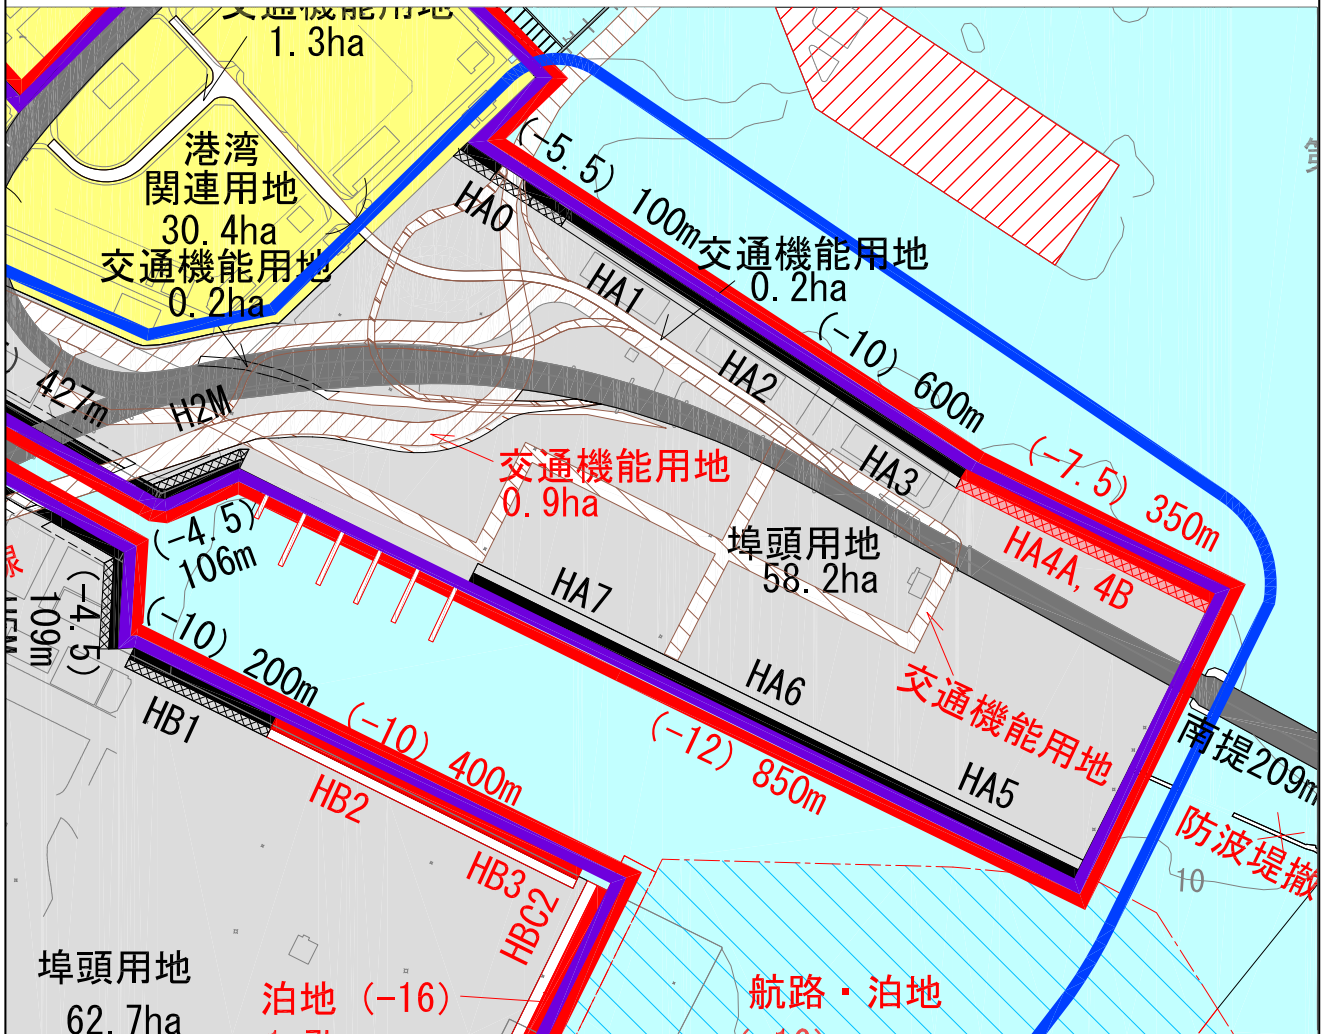 交通機能用地
1.3ha
港湾
関連用地
30.4ha
交通機能用地
0.2ha
(-5.5) 100m
HA0
交通機能用地
0.2ha
HA1
(-10) 600m
HA2
HA3
(-7.5) 350m
HA4A, 4B
427m
H2M
交通機能用地
0.9ha
埠頭用地
58.2ha
(-4.5)
106m
(-4.5)
109m
HA7
HA6
HA5
交通機能用地
(-10) 200m
HB1
(-10) 400m
HB2
HB3
HBC2
(-12) 850m
南提209m
防波堤撤
10
埠頭用地
62.7ha
泊地 (-16)
航路・泊地